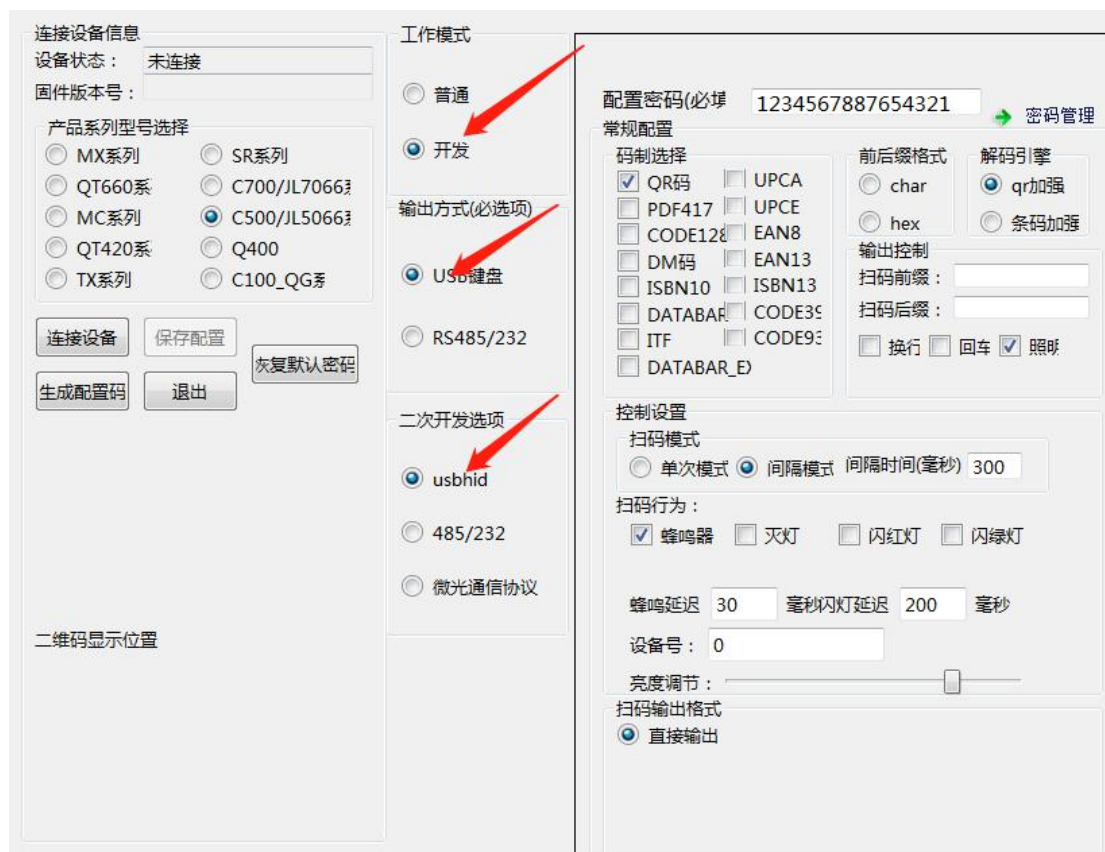 连接设备信息
设备状态： 未连接
固件版本号：
产品系列型号选择
MX系列 SR系列
QT660系 C700/JL7066
MC系列 C500/JL5066
QT420系 Q400
TX系列 C100_QG系
连接设备 保存配置
恢复默认密码
生成配置码 退出
二维码显示位置
工作模式
普通
开发
输出方式(必选项)
USB键盘
RS485/232
二次开发选项
usbhid
485/232
微光通信协议
配置密码(必填 1234567887654321 密码管理
常规配置
码制选择
QR码 UPCA
PDF417 UPCE
CODE128 EAN8
DM码 EAN13
ISBN10 ISBN13
DATABAR CODE39
ITF CODE93
DATABAR_EX
前后缀格式
char
hex
解码引擎
qr加强
条码加强
输出控制
扫码前缀：
扫码后缀：
换行 回车 照明
控制设置
扫码模式
单次模式 间隔模式 间隔时间(毫秒) 300
扫码行为：
蜂鸣器 灭灯 闪红灯 闪绿灯
蜂鸣延迟 30 毫秒闪灯延迟 200 毫秒
设备号： 0
亮度调节：
扫码输出格式
直接输出